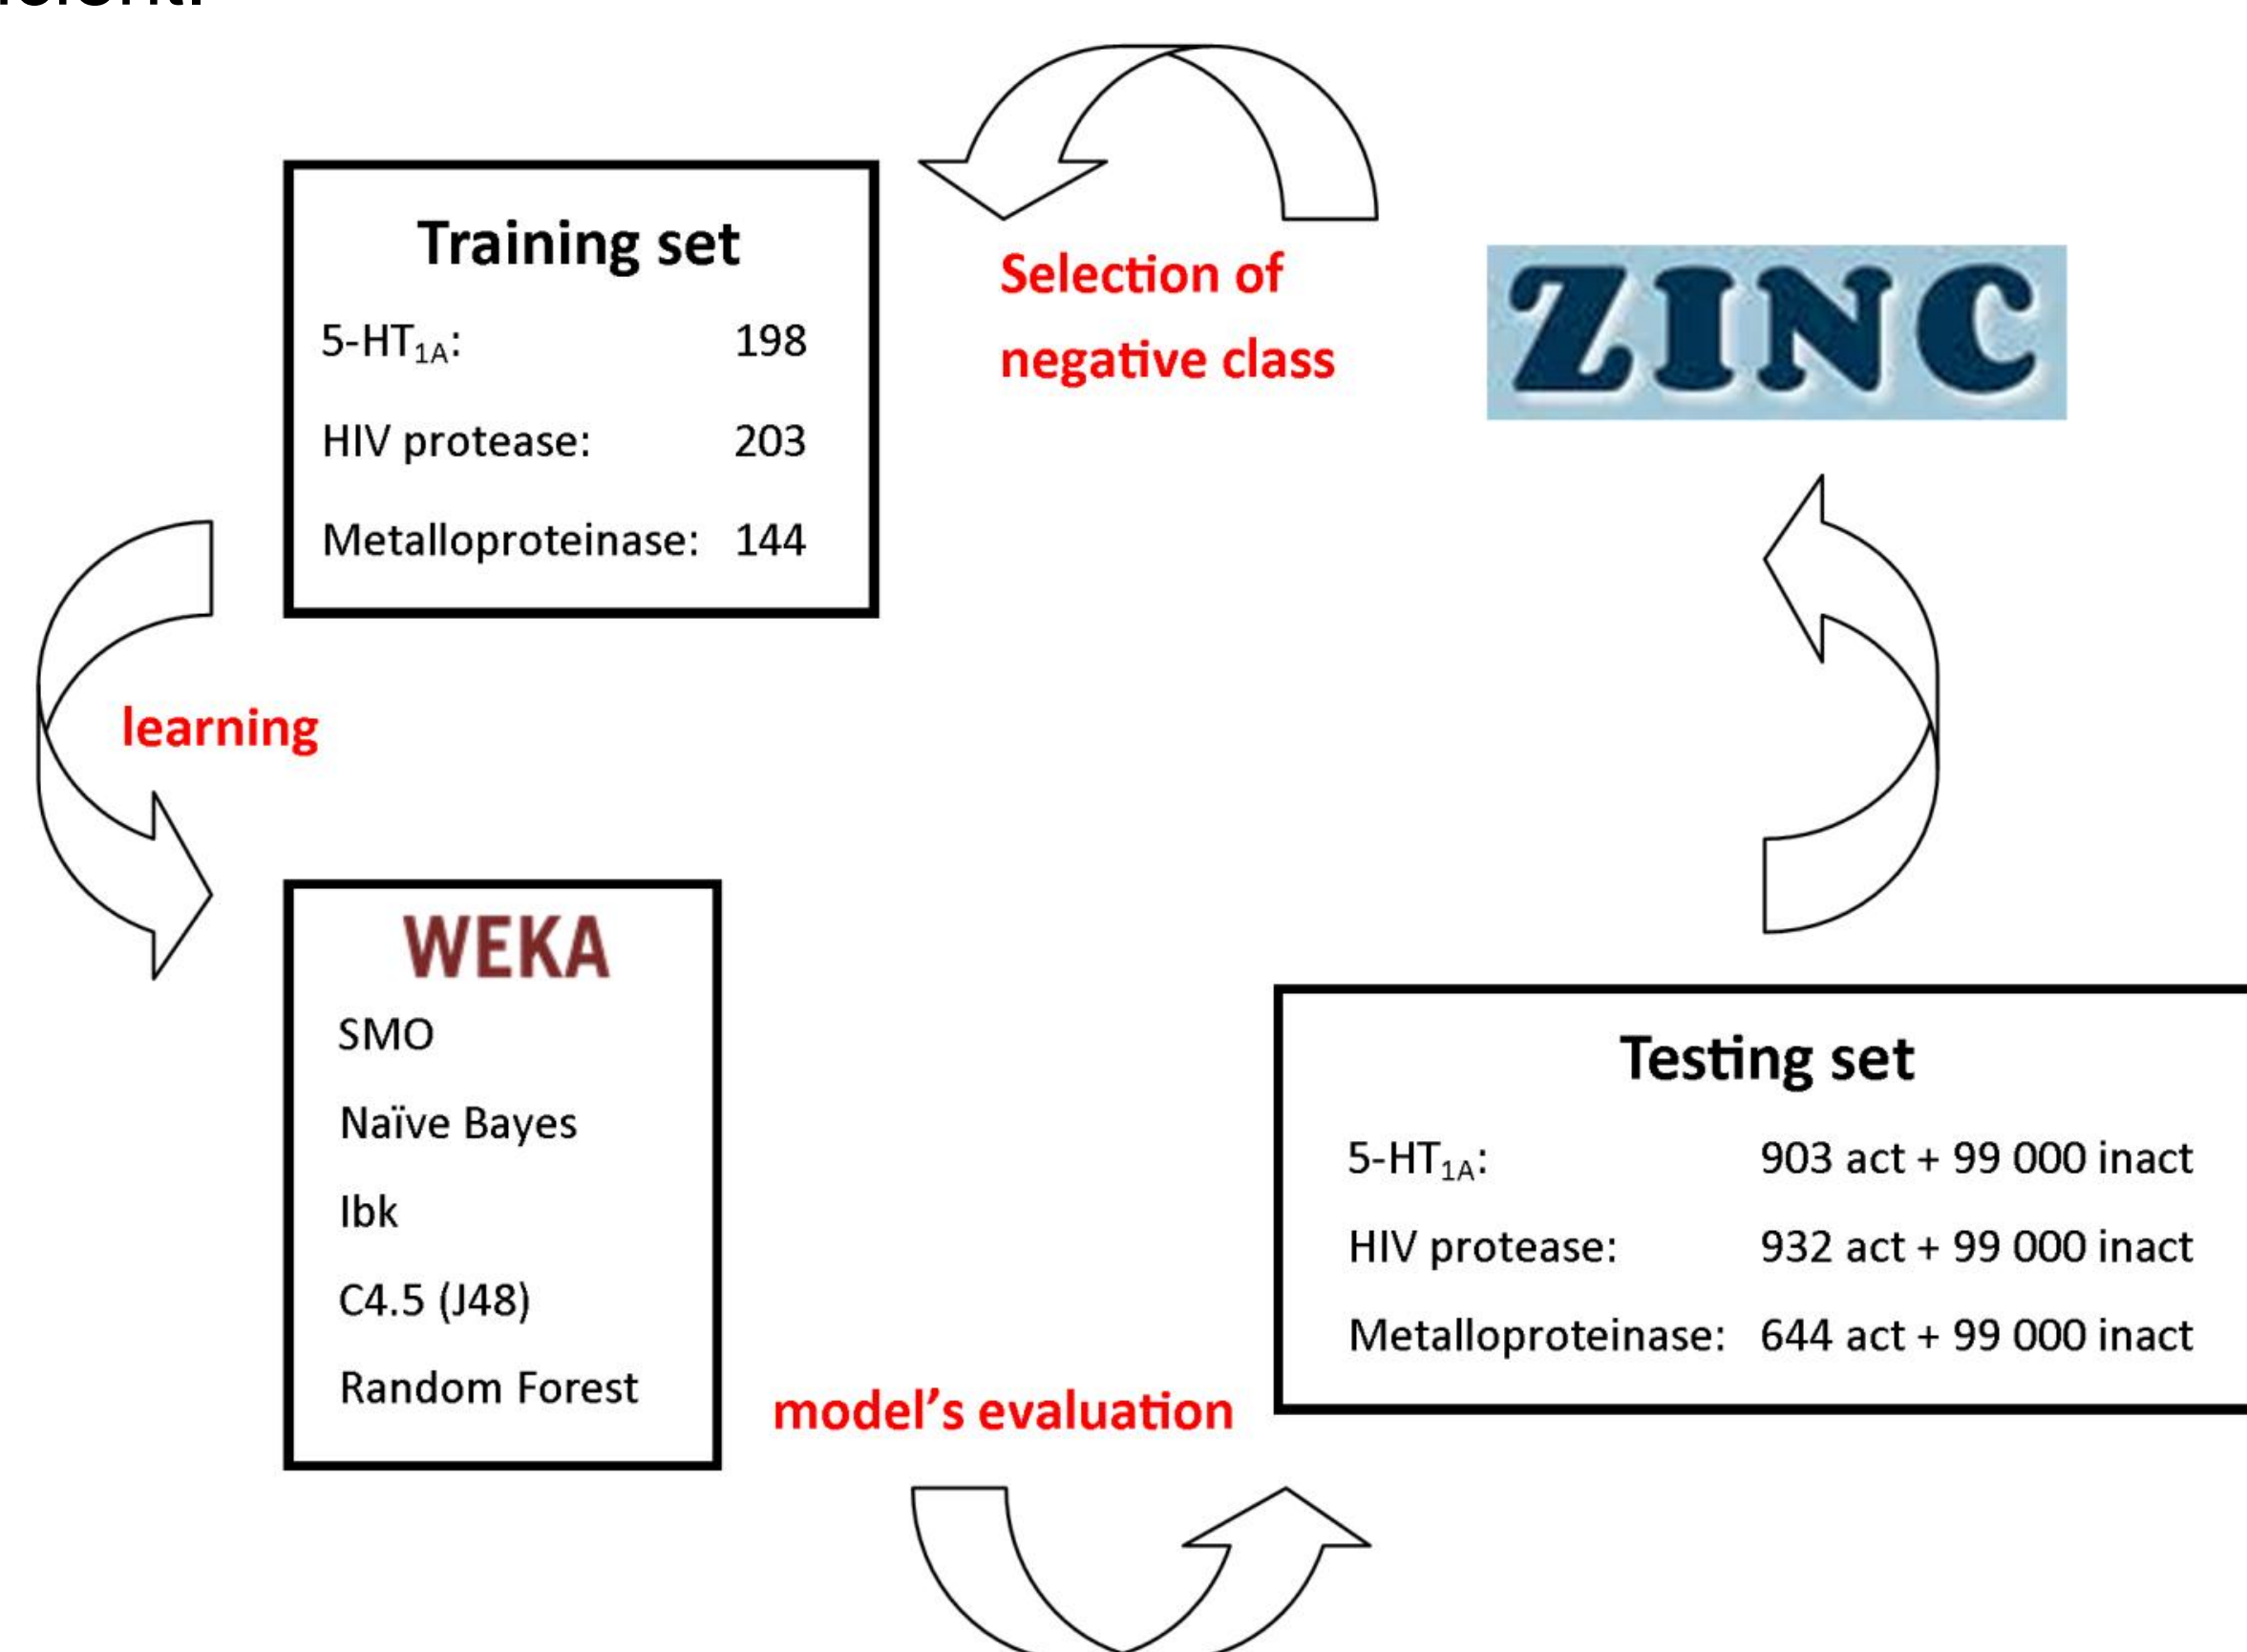 Training set
5-HT1A: 198
HIV protease: 203
Metalloproteinase: 144
Selection of
negative class
ZINC
learning
WEKA
SMO
Naïve Bayes
Ibk
C4.5 (J48)
Random Forest
model’s evaluation
Testing set
5-HT1A: 903 act + 99 000 inact
HIV protease: 932 act + 99 000 inact
Metalloproteinase: 644 act + 99 000 inact